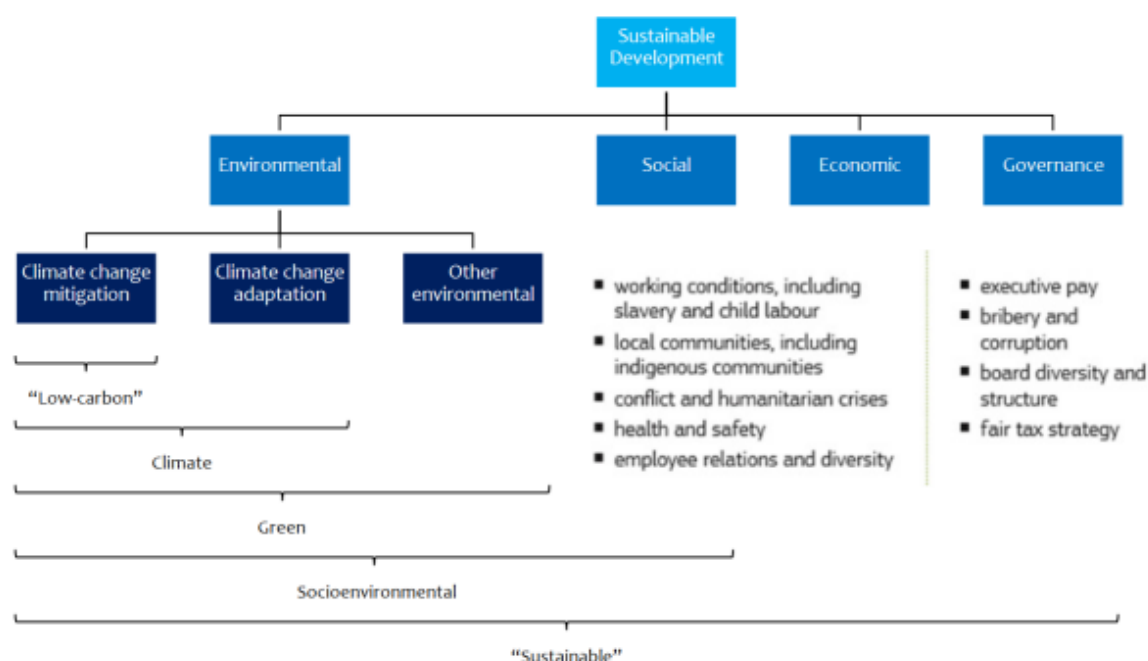 Sustainable
Development
Environmental
Social
Economic
Governance
Climate change
mitigation
Climate change
adaptation
Other
environmental
▪ working conditions, including
slavery and child labour
▪ local communities, including
indigenous communities
▪ conflict and humanitarian crises
▪ health and safety
▪ employee relations and diversity
▪ executive pay
▪ bribery and
corruption
▪ board diversity and
structure
▪ fair tax strategy
“Low-carbon”
Climate
Green
Socioenvironmental
“Sustainable”